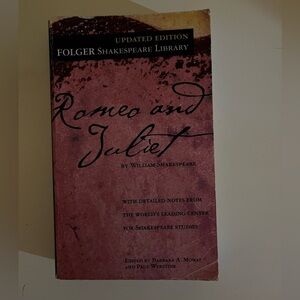 UPDATED EDITION
FOLGER SHAKESPEARE LIBRARY
Romeo and
Juliet
BY WILLIAM SHAKESPEARE
WITH DETAILED NOTES FROM
THE WORLD'S LEADING CENTER
FOR SHAKESPEARE STUDIES
EDITED BY BARBARA A. MOWAT
AND PAUL WERSTINE